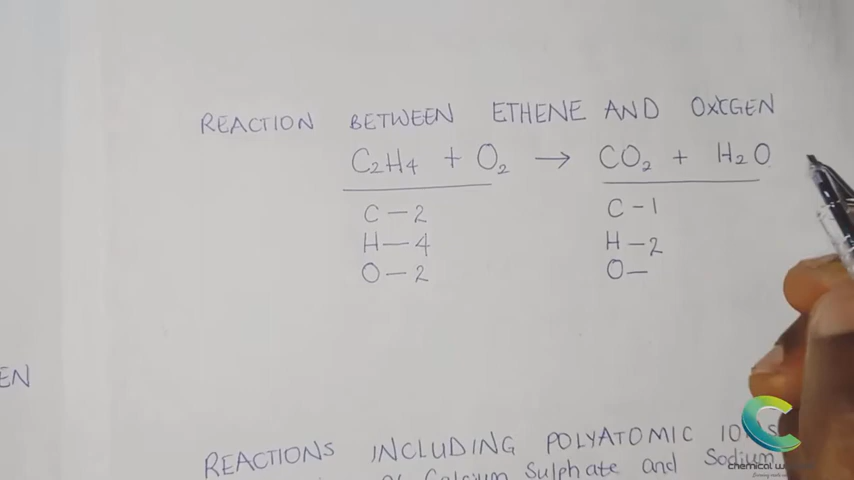 REACTION BETWEEN ETHENE AND OXYGEN
C₂H₄ + O₂ → CO₂ + H₂O
C – 2 C – 1
H – 4 H – 2
O – 2 O –
EN
REACTIONS INCLUDING POLYATOMIC
Calcium Sulphate and Sodium